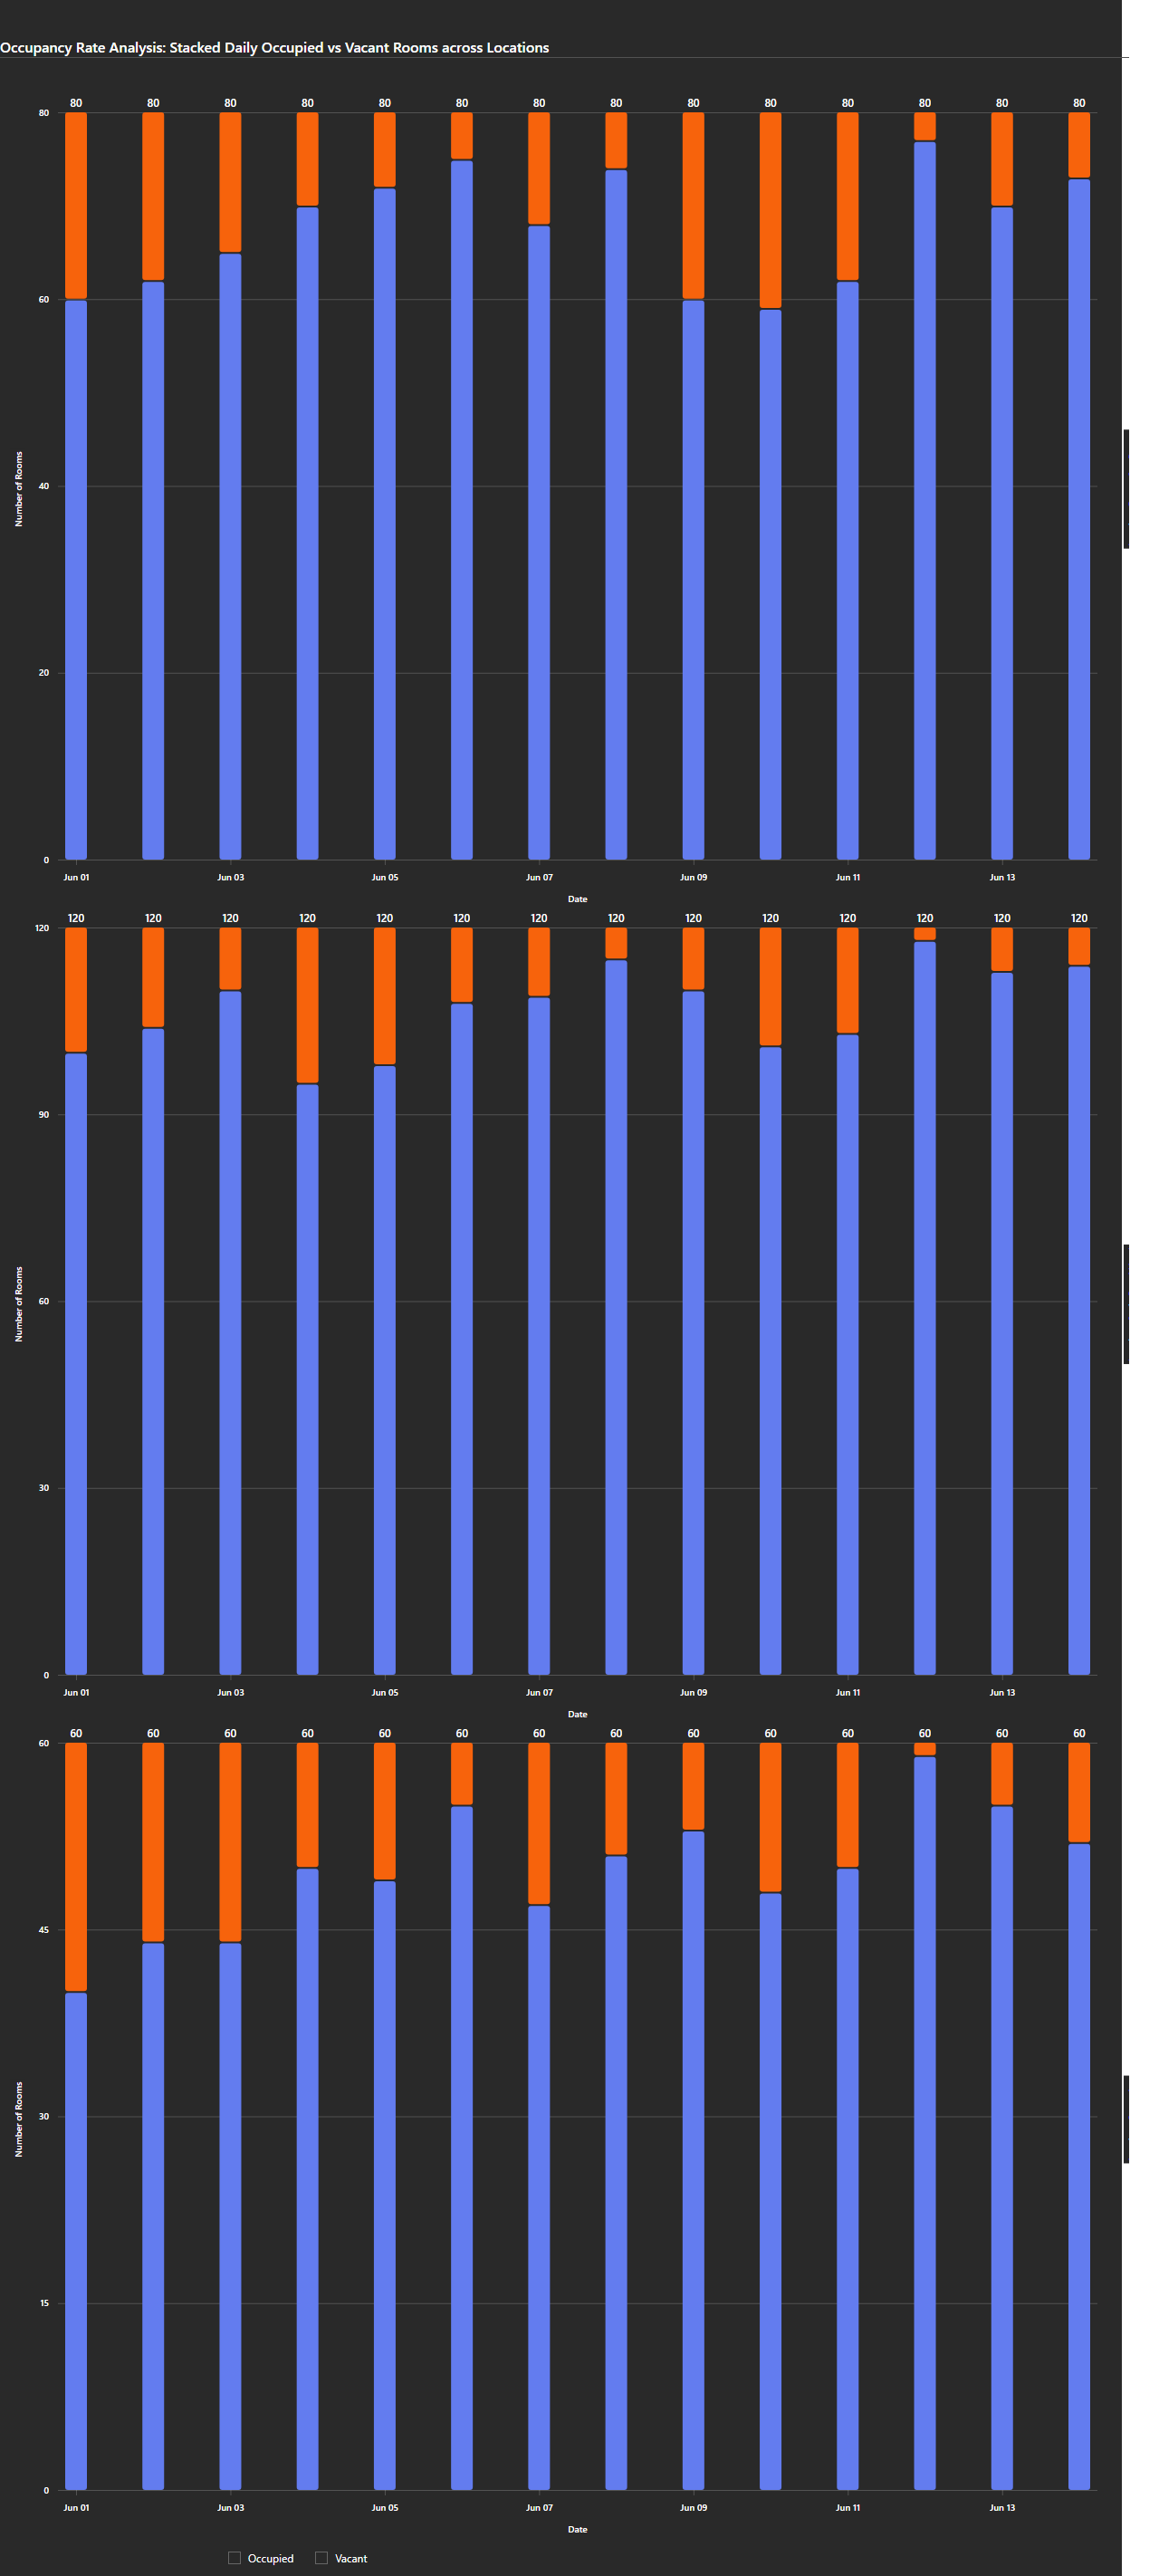 Occupancy Rate Analysis: Stacked Daily Occupied vs Vacant Rooms across Locations
80 80 80 80 80 80 80 80 80 80 80 80 80 80
80
60
40
20
0
Number of Rooms
Jun 01 Jun 03 Jun 05 Jun 07 Jun 09 Jun 11 Jun 13
Date
120 120 120 120 120 120 120 120 120 120 120 120 120 120
120
90
60
30
0
Number of Rooms
Jun 01 Jun 03 Jun 05 Jun 07 Jun 09 Jun 11 Jun 13
Date
60 60 60 60 60 60 60 60 60 60 60 60 60 60
60
45
30
15
0
Number of Rooms
Jun 01 Jun 03 Jun 05 Jun 07 Jun 09 Jun 11 Jun 13
Date
Occupied Vacant